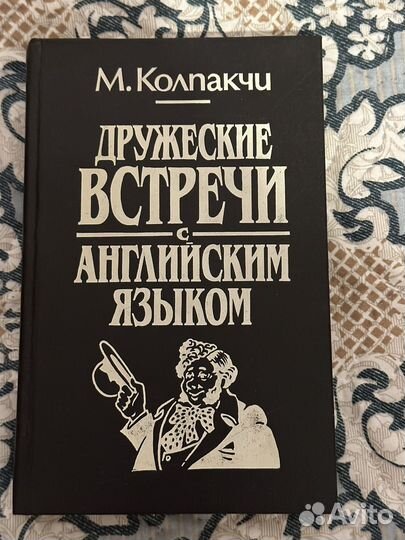 М. Колпакчи
ДРУЖЕСКИЕ
ВСТРЕЧИ
с
АНГЛИЙСКИМ
ЯЗЫКОМ
Avito